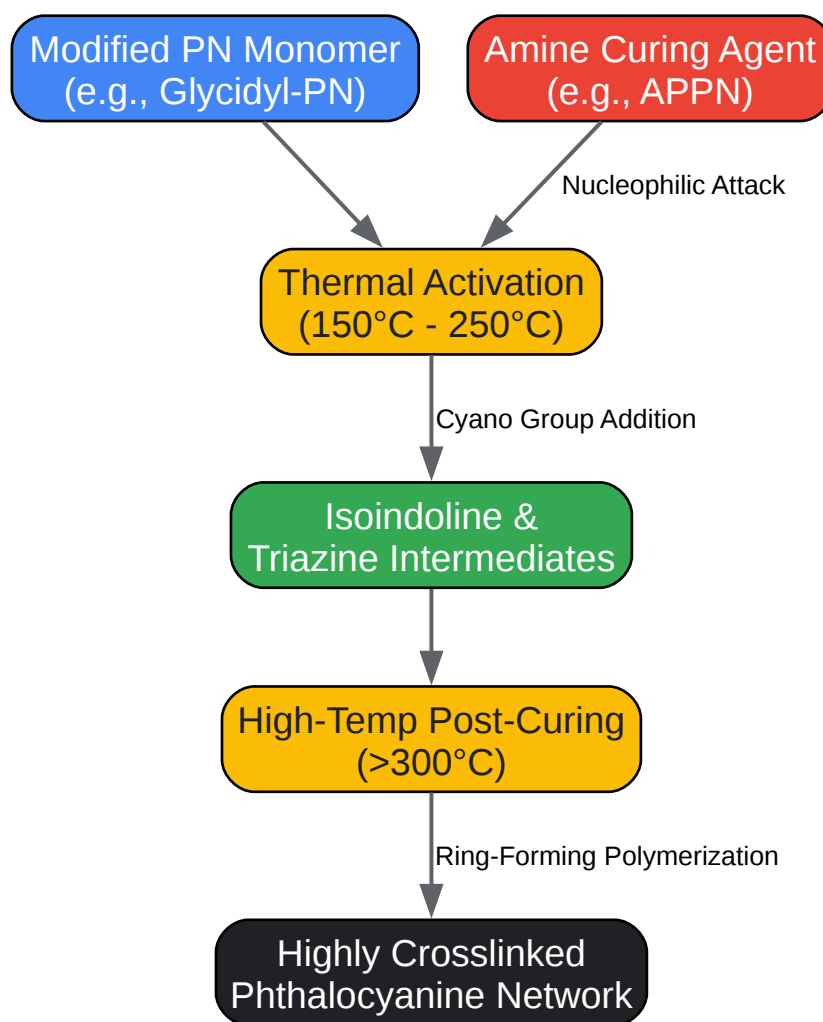 Modified PN Monomer
(e.g., Glycidyl-PN)
Amine Curing Agent
(e.g., APPN)
Nucleophilic Attack
Thermal Activation
(150°C - 250°C)
Cyano Group Addition
Isoindoline &
Triazine Intermediates
High-Temp Post-Curing
(>300°C)
Ring-Forming Polymerization
Highly Crosslinked
Phthalocyanine Network